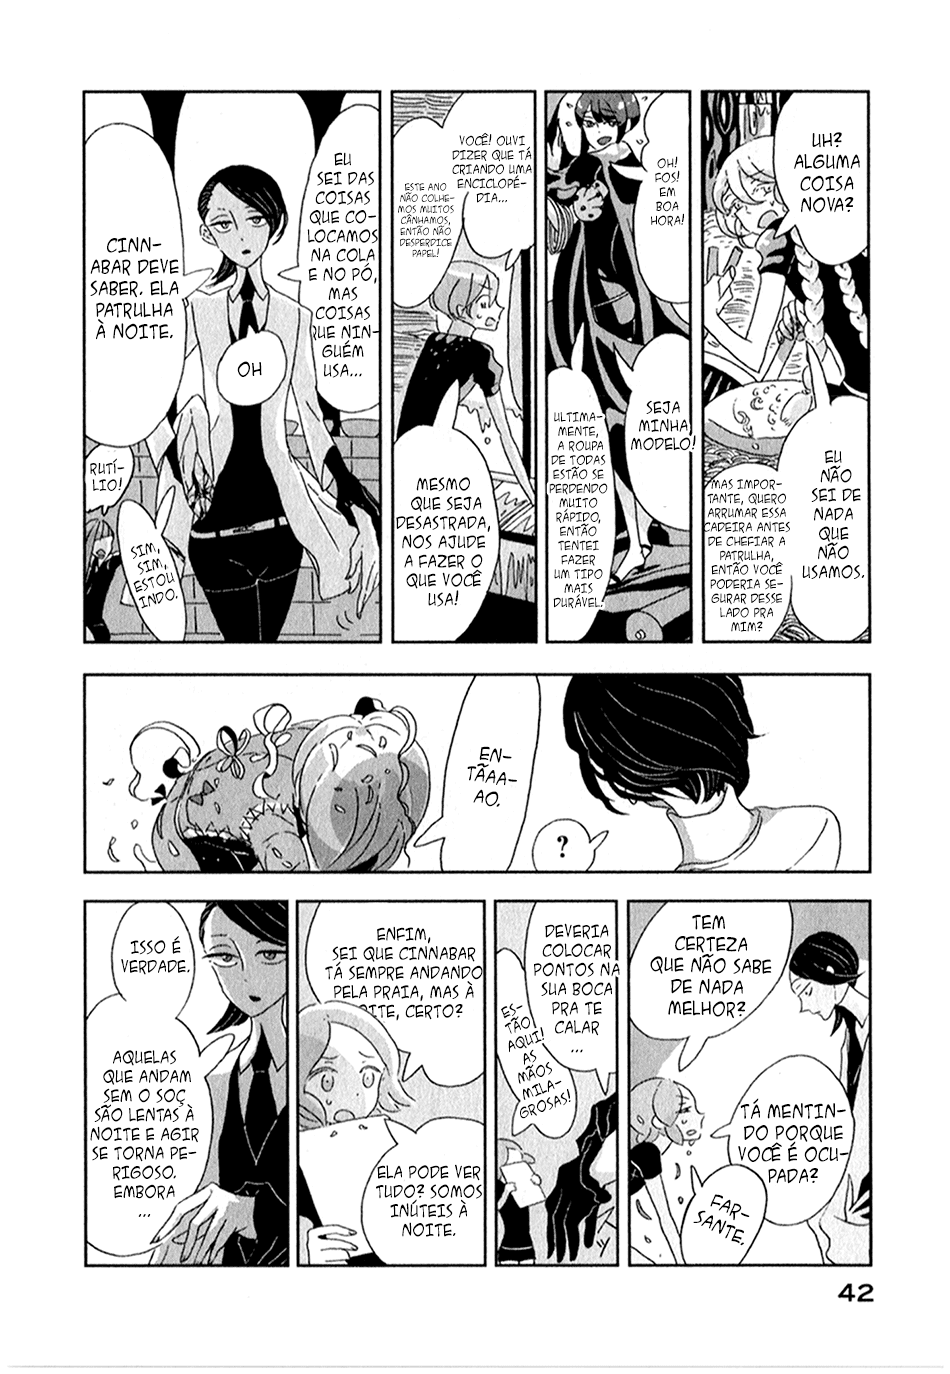 UH?
ALGUMA
COISA
NOVA?
EU
NÃO
SEI DE
NADA
QUE
NÃO
USAMOS.
MAS IMPOR-
TANTE, QUERO
ARRUMAR ESSA
CADEIRA ANTES
DE CHEFIAR A
PATRULHA,
ENTÃO VOCÊ
PODERIA SE-
GURAR DESSE
LADO PRA
MIM?
OH!
FOS!
EM
BOA
HORA!
SEJA
MINHA
MODELO!
ULTIMA-
MENTE,
A ROUPA
DE TODAS
ESTÃO SE
PERDENDO
MUITO
RÁPIDO,
ENTÃO
TENTEI
FAZER
UM TIPO
MAIS
DURÁVEL!
VOCÊ! OUVI
DIZER QUE TÁ
CRIANDO UMA
ENCICLOPÉ-
DIA...
ESTE ANO
NÃO COLHE-
MOS MUITOS
CÂNHAMOS,
ENTÃO NÃO
DESPERDICE
PAPEL!
MESMO
QUE SEJA
DESASTRADA,
NOS AJUDE
A FAZER O
QUE VOCÊ
USA!
EU
SEI DAS
COISAS
QUE CO-
LOCAMOS
NA COLA
E NO PÓ,
MAS
COISAS
QUE NIN-
GUÉM
USA...
OH
CINN-
ABAR DEVE
SABER. ELA
PATRULHA
À NOITE.
RUTÍ-
LIO!
SIM,
SIM,
ESTOU
INDO.
?
EN-
TÃAA-
AO.
TEM
CERTEZA
QUE NÃO SABE
DE NADA
MELHOR?
TÁ MENTIN-
DO PORQUE
VOCÊ É OCU-
PADA?
FAR-
SANTE.
DEVERIA
COLOCAR
PONTOS NA
SUA BOCA
PRA TE
CALAR
...
ES-
TÃO
AQUI!
AS
MÃOS
MILA-
GROSAS!
ENFIM,
SEI QUE CINNABAR
TÁ SEMPRE ANDANDO
PELA PRAIA, MAS À
OITE, CERTO?
ELA PODE VER
TUDO? SOMOS
INÚTEIS À
NOITE.
ISSO É
VERDADE.
AQUELAS
QUE ANDAM
SEM O SOÇ
SÃO LENTAS À
NOITE E AGIR
SE TORNA PE-
RIGOSO.
EMBORA
...
42